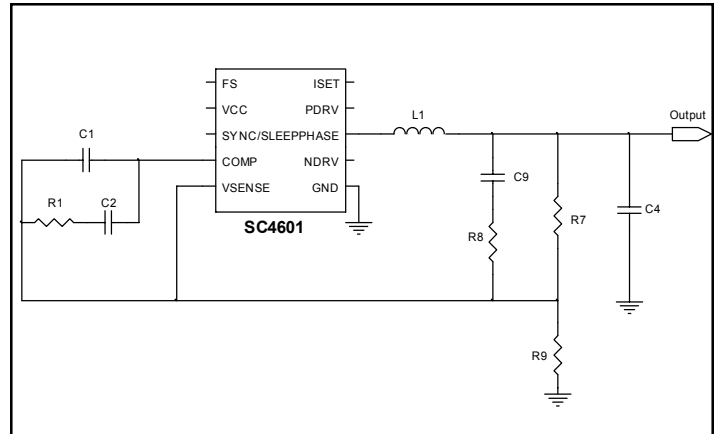 FS
ISET
VCC
PDRV
L1
Output
C1
SYNC/SLEEPPHASE
COMP
NDRV
VSENSE
GND
C9
R1
C2
R7
C4
SC4601
R8
R9